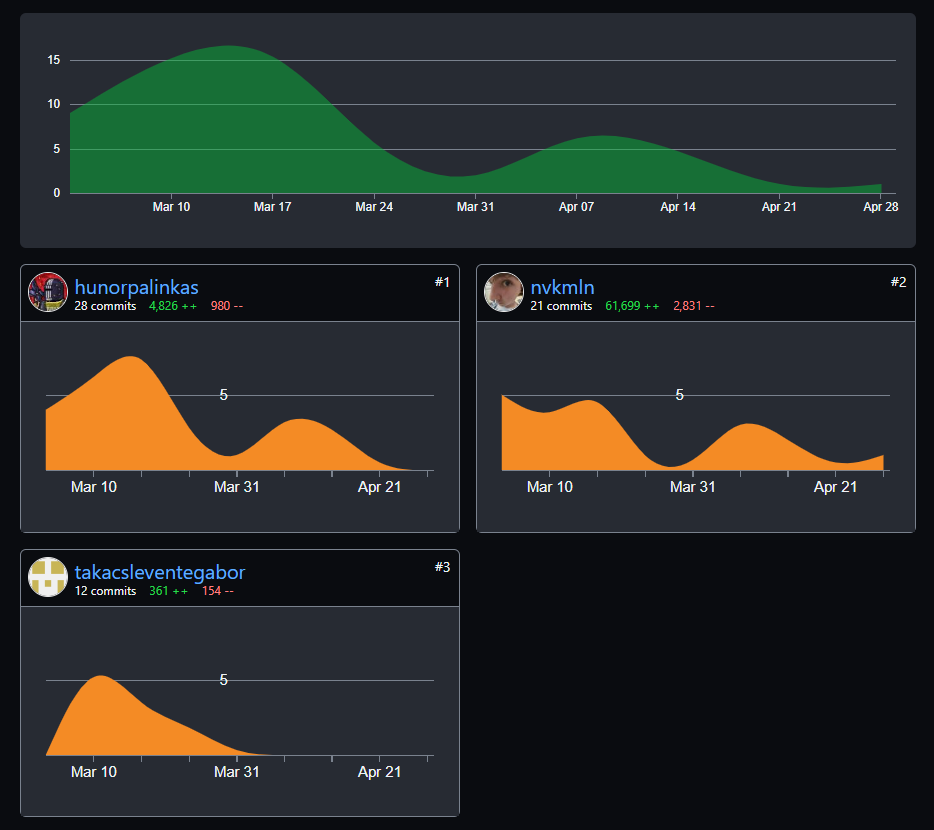 15
10
5
0
Mar 10 Mar 17 Mar 24 Mar 31 Apr 07 Apr 14 Apr 21 Apr 28
hunorpalinkas #1
28 commits 4,826 ++ 980 --
5
Mar 10 Mar 31 Apr 21
nvkmln #2
21 commits 61,699 ++ 2,831 --
5
Mar 10 Mar 31 Apr 21
takacsleventegabor #3
12 commits 361 ++ 154 --
5
Mar 10 Mar 31 Apr 21